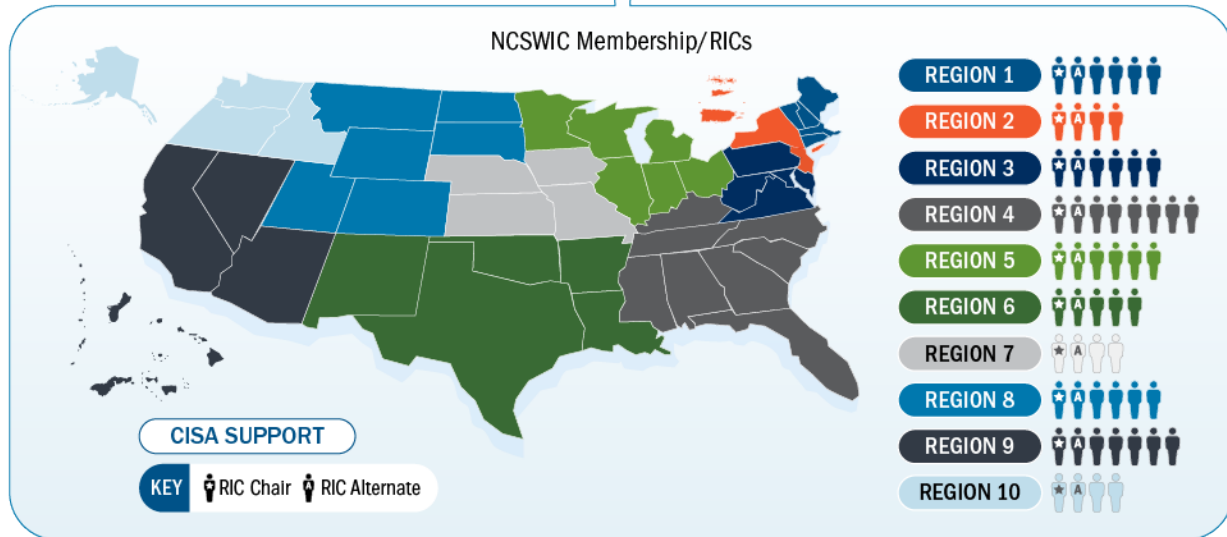 NCSWIC Membership/RICs
REGION 1
A
REGION 2
A
REGION 3
A
REGION 4
A
REGION 5
A
REGION 6
A
REGION 7
A
REGION 8
A
REGION 9
A
REGION 10
A
CISA SUPPORT
KEY RIC Chair A RIC Alternate